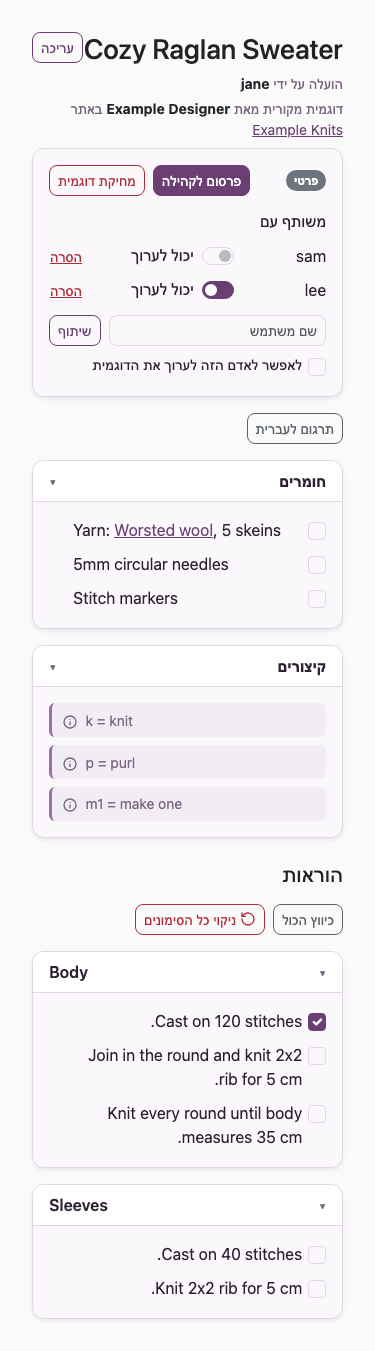 Cozy Raglan Sweater
עריכה
הועלה על ידי jane
דוגמית מקורית מאת Example Designer באתר
Example Knits
פרטי
פרסום לקהילה
מחיקת דוגמית
משותף עם
sam
יכול לערוך
הסרה
lee
יכול לערוך
הסרה
שם משתמש
שיתוף
לאפשר לאדם הזה לערוך את הדוגמית
תרגום לעברית
חומרים
Yarn: Worsted wool, 5 skeins
5mm circular needles
Stitch markers
קיצורים
k = knit
p = purl
m1 = make one
הוראות
כיווץ הכול
ניקוי כל הסימונים
Body
Cast on 120 stitches.
Join in the round and knit 2x2
rib for 5 cm.
Knit every round until body
measures 35 cm.
Sleeves
Cast on 40 stitches.
Knit 2x2 rib for 5 cm.